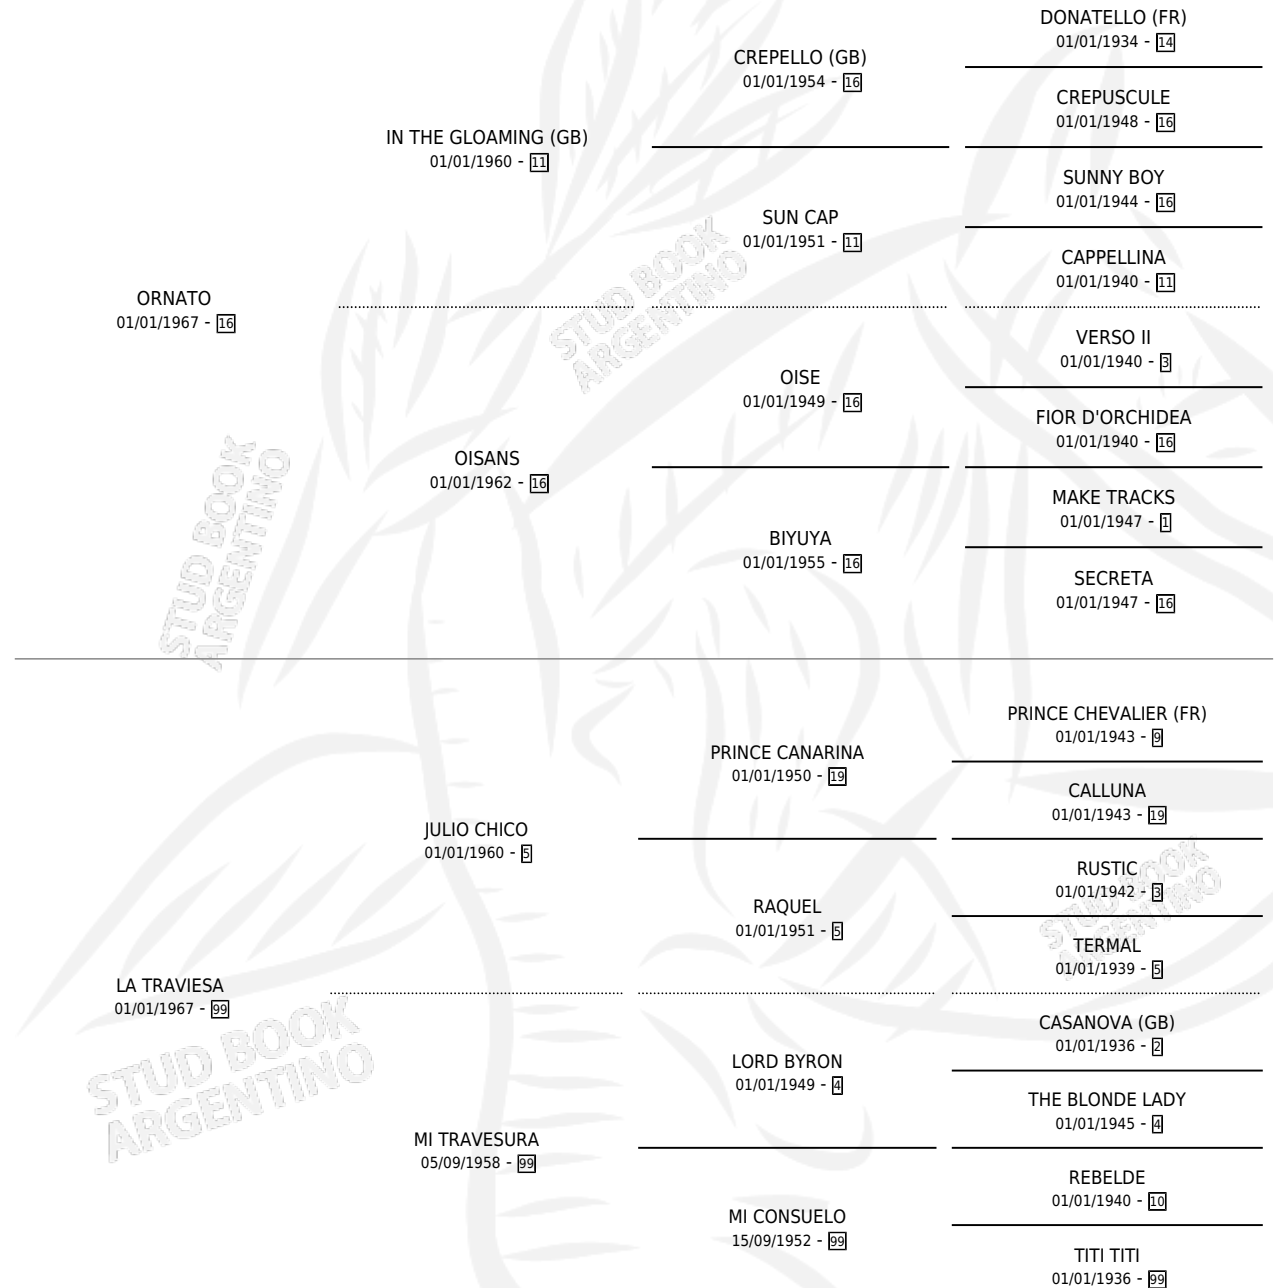 DONATELLO (FR)
01/01/1934 - 14
CREPELLO (GB)
01/01/1954 - 16
CREPUSCULE
01/01/1948 - 16
IN THE GLOAMING (GB)
01/01/1960 - 11
SUNNY BOY
01/01/1944 - 16
SUN CAP
01/01/1951 - 11
CAPPELLINA
01/01/1940 - 11
ORNATO
01/01/1967 - 16
VERSO II
01/01/1940 - 3
OISE
01/01/1949 - 16
FIOR D'ORCHIDEA
01/01/1940 - 16
OISANS
01/01/1962 - 16
MAKE TRACKS
01/01/1947 - 1
BIYUYA
01/01/1955 - 16
SECRETA
01/01/1947 - 16
STUD BOOK
ARGENTINO
STUD BOOK
ARGENTINO
PRINCE CHEVALIER (FR)
01/01/1943 - 9
PRINCE CANARINA
01/01/1950 - 19
CALLUNA
01/01/1943 - 19
JULIO CHICO
01/01/1960 - 5
RUSTIC
01/01/1942 - 3
RAQUEL
01/01/1951 - 5
TERMAL
01/01/1939 - 5
LA TRAVIESA
01/01/1967 - 99
CASANOVA (GB)
01/01/1936 - 2
LORD BYRON
01/01/1949 - 4
THE BLONDE LADY
01/01/1945 - 4
MI TRAVESURA
05/09/1958 - 99
REBELDE
01/01/1940 - 10
MI CONSUELO
15/09/1952 - 99
TITI TITI
01/01/1936 - 99
STUD BOOK
ARGENTINO
STUD BOOK
ARGENTINO